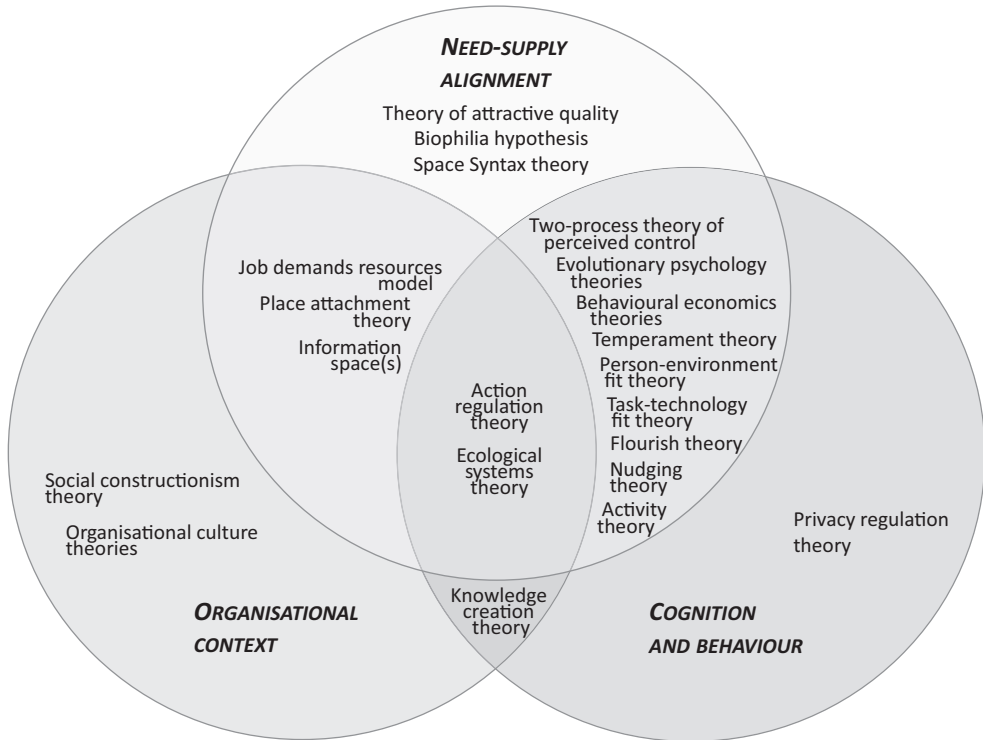 NEED-SUPPLY
ALIGNMENT
Theory of attractive quality
Biophilia hypothesis
Space Syntax theory
Two-process theory of
perceived control
Evolutionary psychology
theories
Behavioural economics
theories
Temperament theory
Person-environment
fit theory
Task-technology
fit theory
Flourish theory
Nudging
theory
Activity
theory
Job demands resources
model
Place attachment
theory
Information
space(s)
Action
regulation
theory
Ecological
systems
theory
Social constructionism
theory
Organisational culture
theories
Privacy regulation
theory
Knowledge
creation
theory
ORGANISATIONAL
CONTEXT
COGNITION
AND BEHAVIOUR